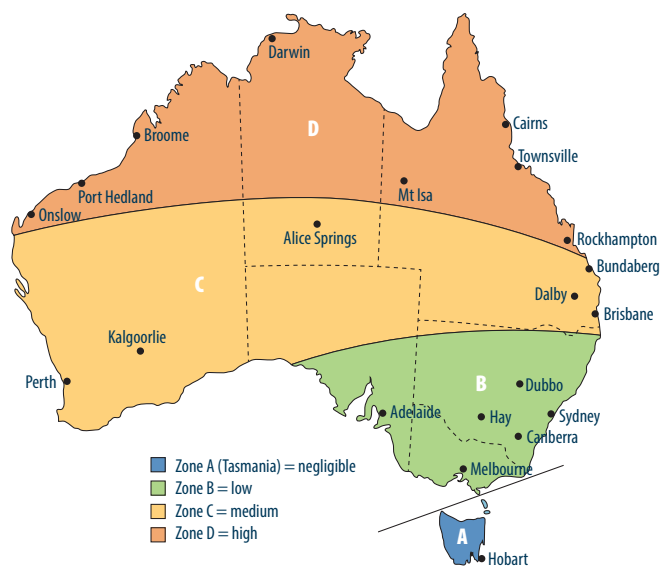 Darwin
Cairns
D
Broome
Townsville
Port Hedland
Mt Isa
Onslow
Alice Springs
Rockhampton
Bundaberg
C
Dalby
Brisbane
Kalgoorlie
Perth
B
Dubbo
Adelaide
Hay
Sydney
Canberra
Zone A (Tasmania) = negligible
Melbourne
Zone B = low
Zone C = medium
Zone D = high
A
Hobart